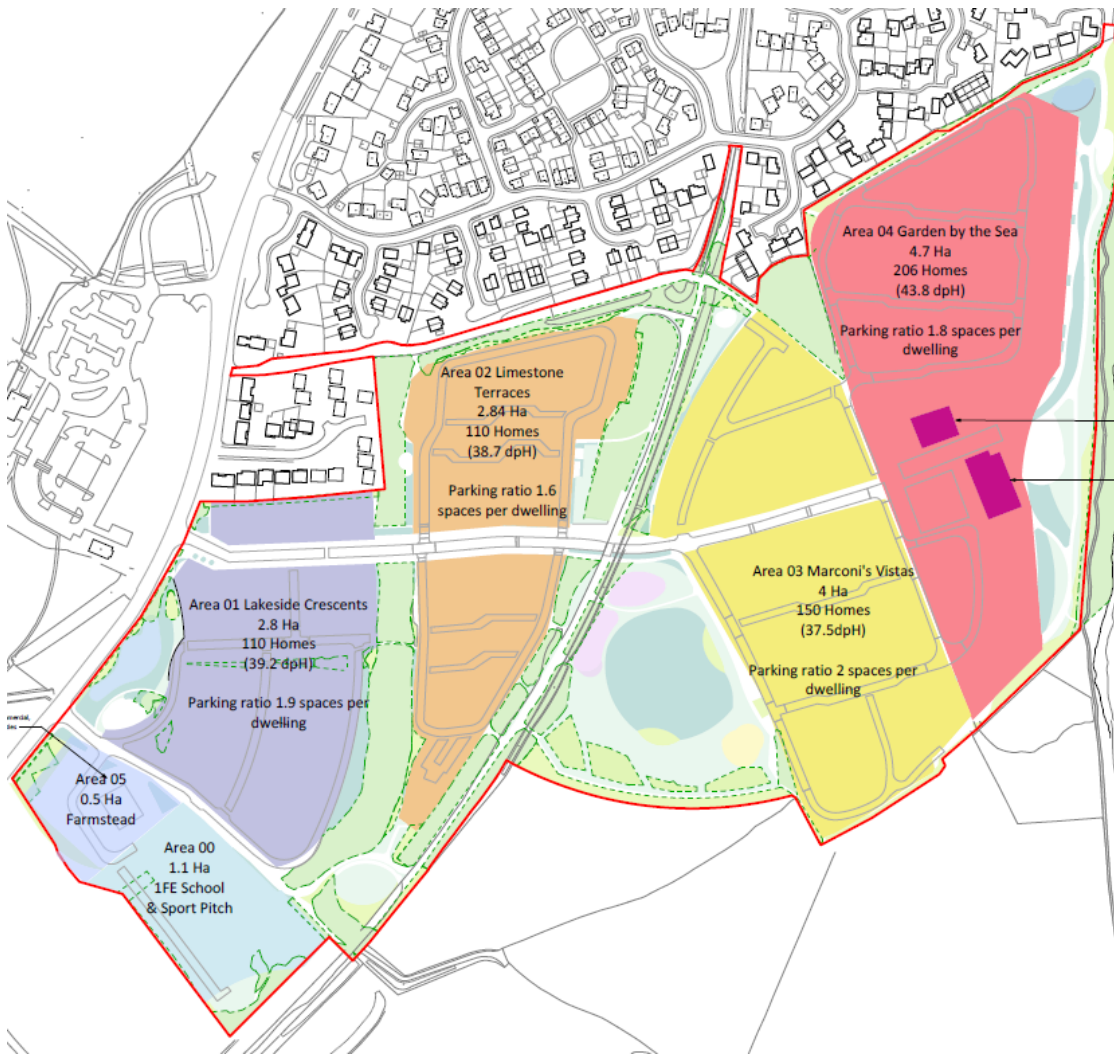 Area 04 Garden by the Sea
4.7 Ha
206 Homes
(43.8 dpH)
Parking ratio 1.8 spaces per
dwelling
Area 02 Limestone
Terraces
2.84 Ha
110 Homes
(38.7 dpH)
Parking ratio 1.6
spaces per dwelling
Area 03 Marconi's Vistas
4 Ha
150 Homes
(37.5dpH)
Parking ratio 2 spaces per
dwelling
Area 01 Lakeside Crescents
2.8 Ha
110 Homes
(39.2 dpH)
Parking ratio 1.9 spaces per
dwelling
Area 05
0.5 Ha
Farmstead
Area 00
1.1 Ha
1FE School
& Sport Pitch